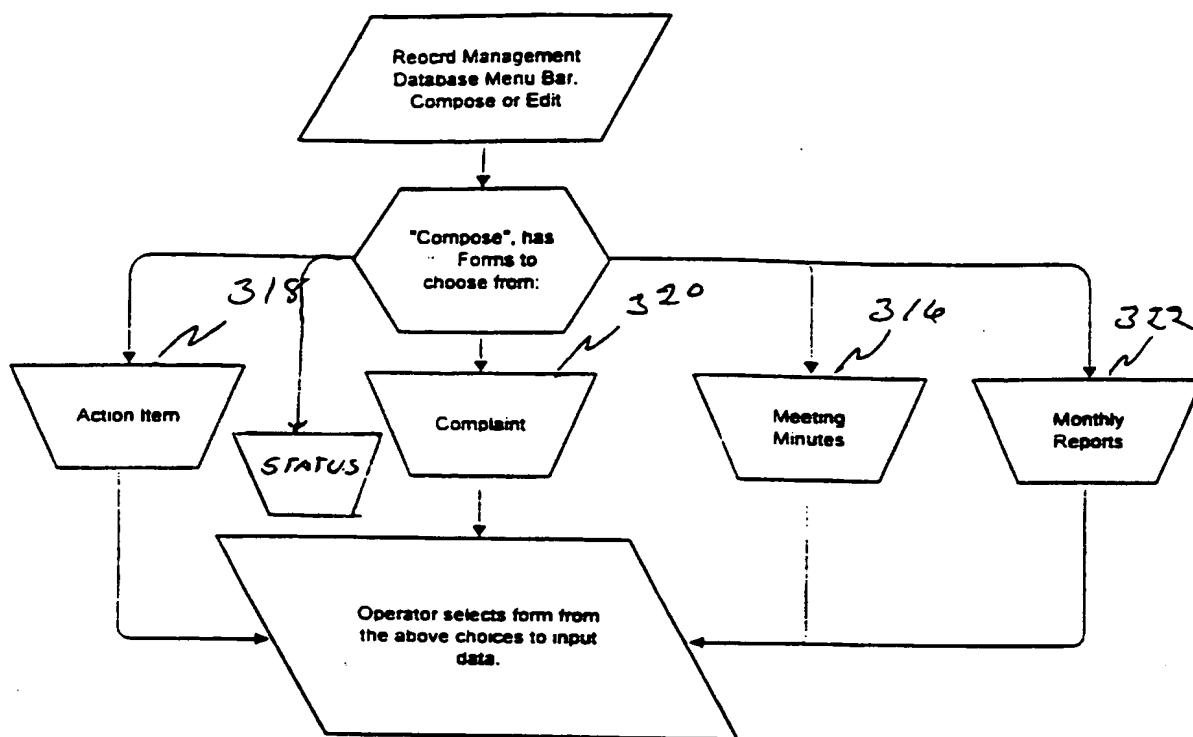 Reocrd Management
Database Menu Bar.
Compose or Edit
"Compose", has
Forms to
choose from:
318
320
316
322
Action Item
STATUS
Complaint
Meeting
Minutes
Monthly
Reports
Operator selects form from
the above choices to input
data.